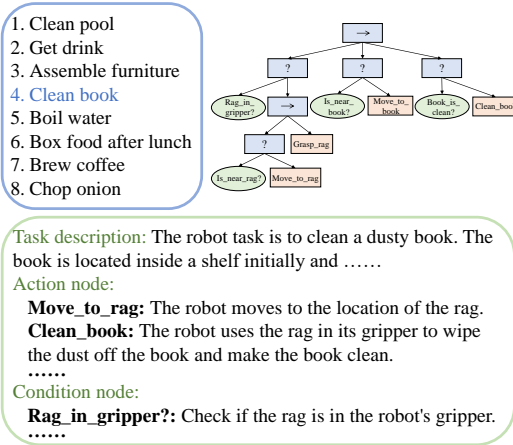 1. Clean pool
2. Get drink
3. Assemble furniture
4. Clean book
5. Boil water
6. Box food after lunch
7. Brew coffee
8. Chop onion
→
? ? ?
Rag_in_
gripper?
→
Is_near_
book?
Move_to_
book
Book_is_
clean?
Clean_book
? Grasp_rag
Is_near_rag? Move_to_rag
Task description: The robot task is to clean a dusty book. The
book is located inside a shelf initially and ……
Action node:
Move_to_rag: The robot moves to the location of the rag.
Clean_book: The robot uses the rag in its gripper to wipe
the dust off the book and make the book clean.
……
Condition node:
Rag_in_gripper?: Check if the rag is in the robot's gripper.
……